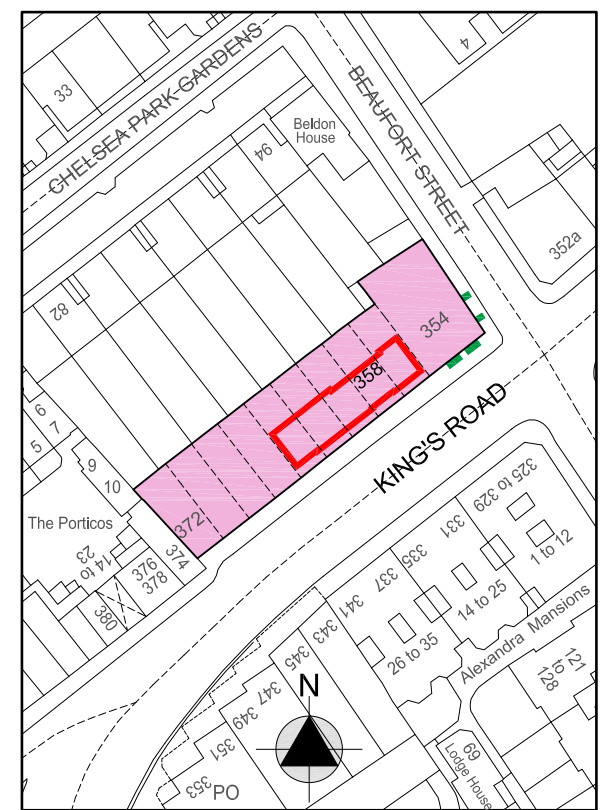 33
CHELSEA PARK GARDENS
BEAUFORT STREET
4
Beldon
House
94
352a
82
354
358
KING'S ROAD
6
5
7
9
10
The Porticos
14 to
23
372
374
376
378
380
325 to 329
331
1 to 12
335
337
14 to 25
341
343
26 to 35
Alexandra Mansions
345
347
349
351
353
PO
N
121
to
128
69
Lodge House